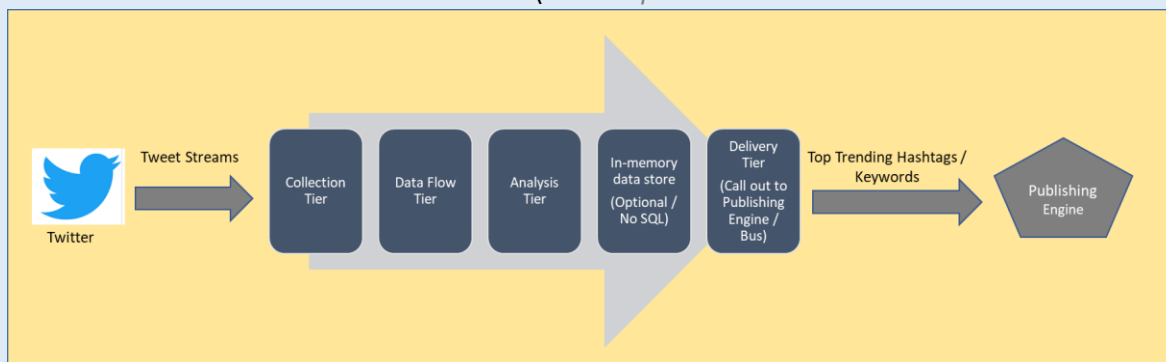 Twitter
Tweet Streams
Collection
Tier
Data Flow
Tier
Analysis
Tier
In-memory
data store
(Optional /
No SQL)
Delivery
Tier
(Call out to
Publishing
Engine /
Bus)
Top Trending Hashtags /
Keywords
Publishing
Engine